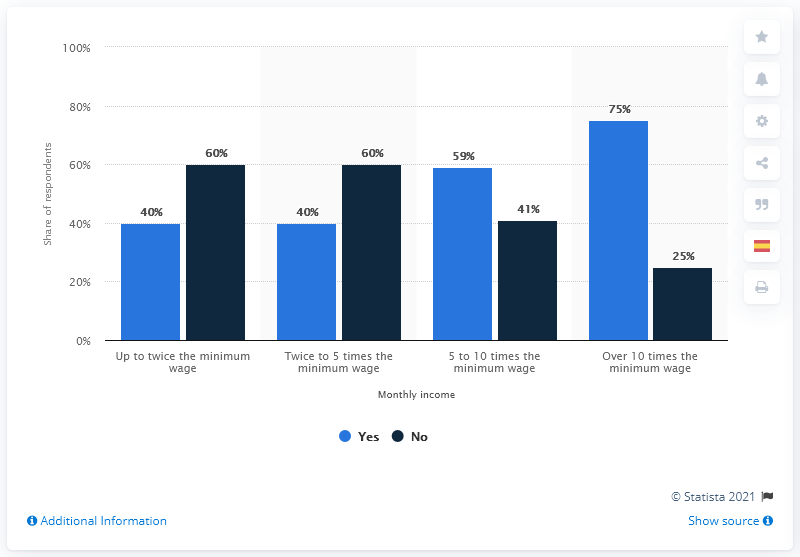 100%
80%
60%
40%
20%
0%
Share of respondents
40%
60%
40%
60%
59%
41%
75%
25%
Up to twice the minimum
wage
Twice to 5 times the
minimum wage
5 to 10 times the
minimum wage
Over 10 times the
minimum wage
Monthly income
Yes No
© Statista 2021
Additional Information
Show source